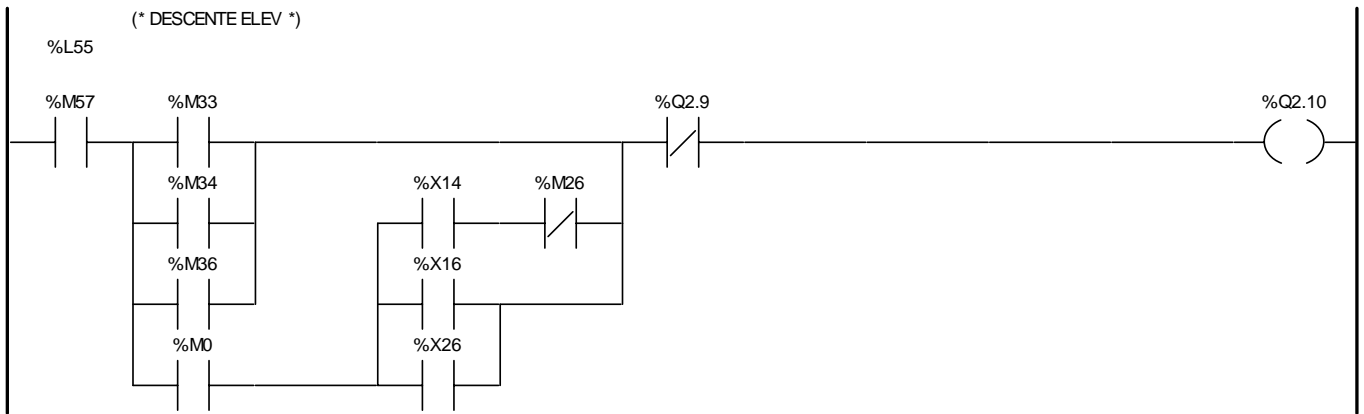 (* DESCENTE ELEV *)
%L55
%M57 %M33 %Q2.9 %Q2.10
%M34 %X14 %M26
%M36 %X16
%M0 %X26